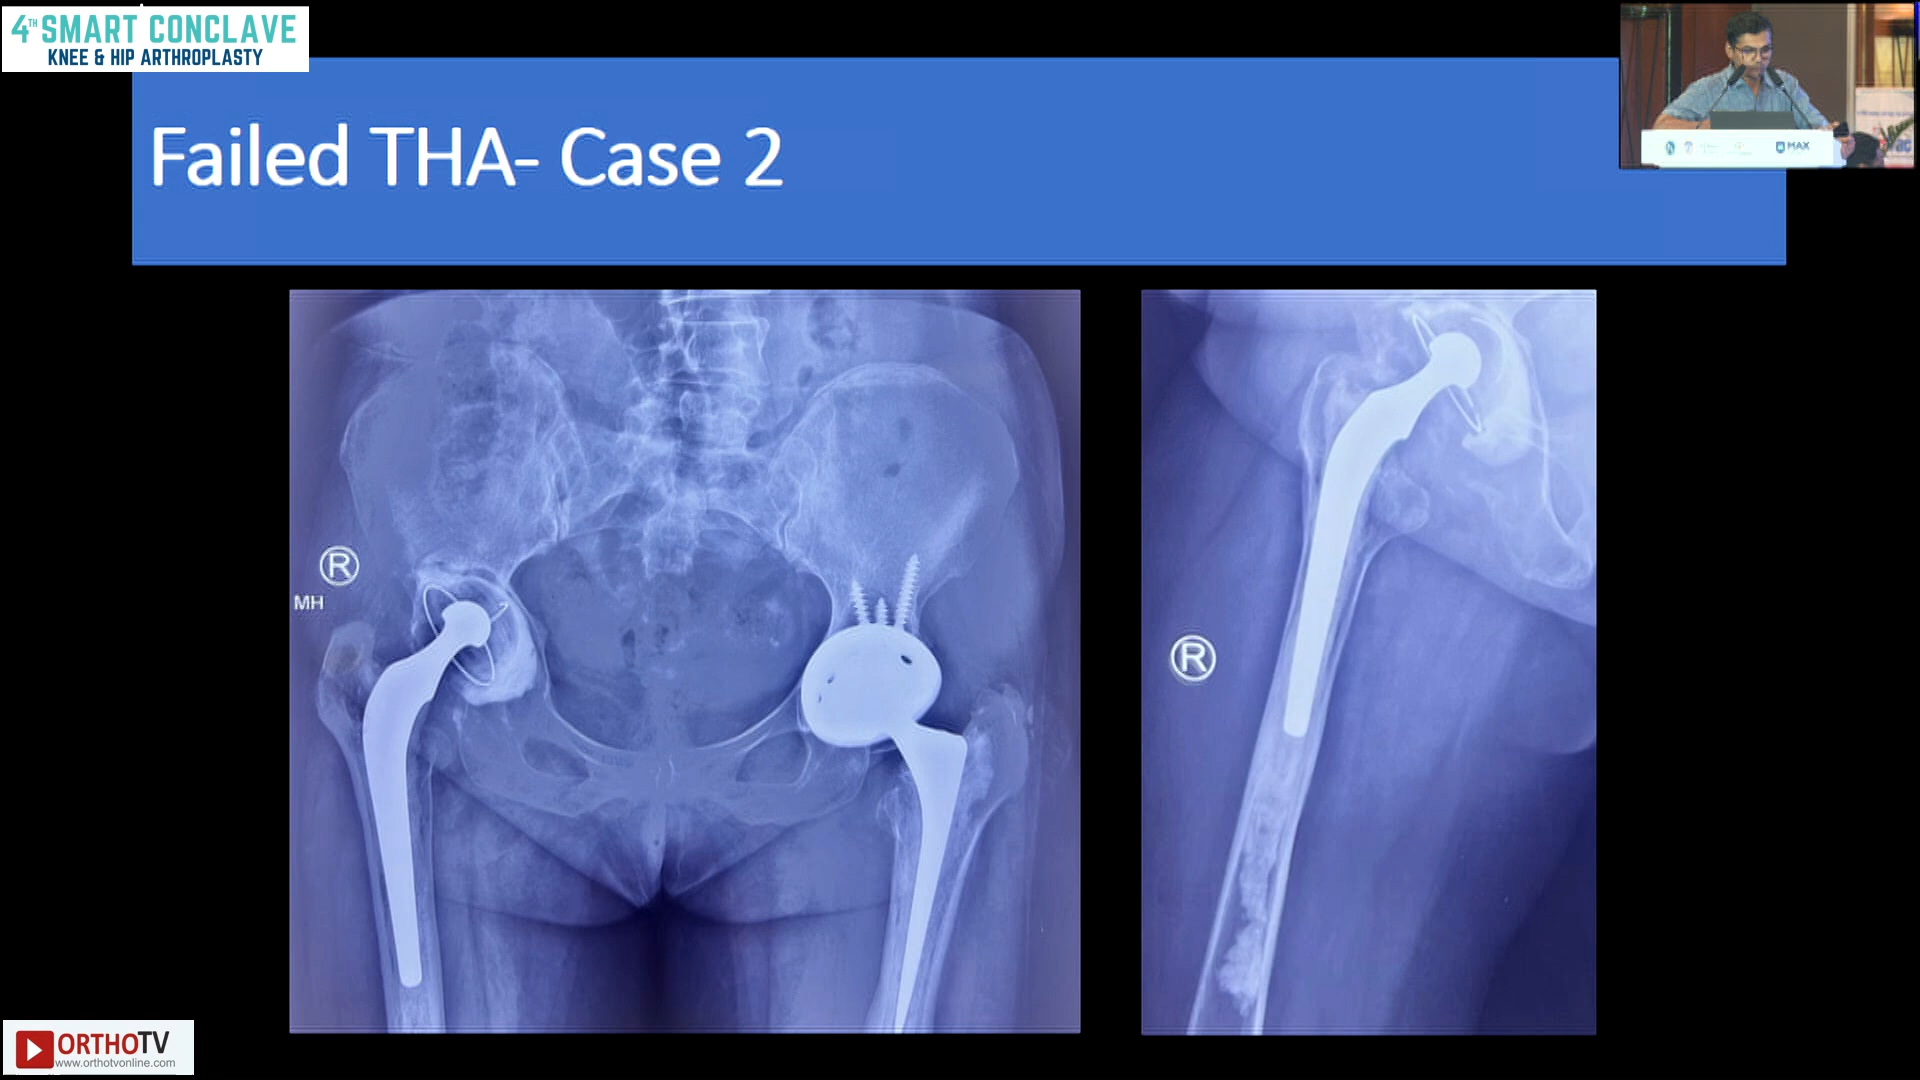 4TH SMART CONCLAVE
KNEE & HIP ARTHROPLASTY
Failed THA- Case 2
MAX
R
MH
R
ORTHOTV
www.orthotvonline.com